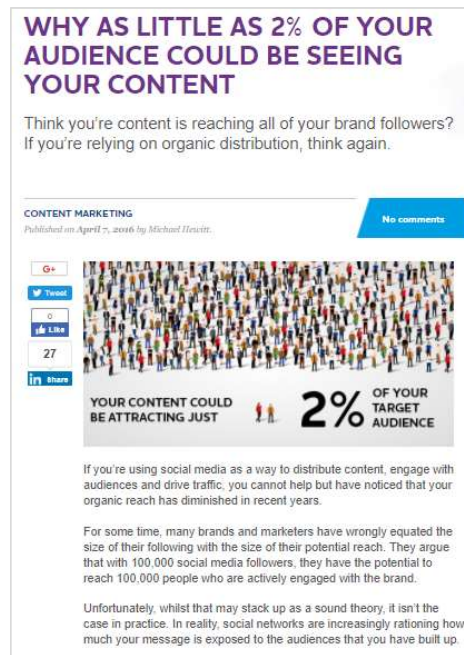 WHY AS LITTLE AS 2% OF YOUR
AUDIENCE COULD BE SEEING
YOUR CONTENT
Think you're content is reaching all of your brand followers?
If you're relying on organic distribution, think again.
CONTENT MARKETING
Published on April 7, 2016 by Michael Hewitt.
No comments
G+
Tweet
0
Like
27
in Share
YOUR CONTENT COULD
BE ATTRACTING JUST
2%
OF YOUR
TARGET
AUDIENCE
If you're using social media as a way to distribute content, engage with
audiences and drive traffic, you cannot help but have noticed that your
organic reach has diminished in recent years.
For some time, many brands and marketers have wrongly equated the
size of their following with the size of their potential reach. They argue
that with 100,000 social media followers, they have the potential to
reach 100,000 people who are actively engaged with the brand.
Unfortunately, whilst that may stack up as a sound theory, it isn't the
case in practice. In reality, social networks are increasingly rationing how
much your message is exposed to the audiences that you have built up.